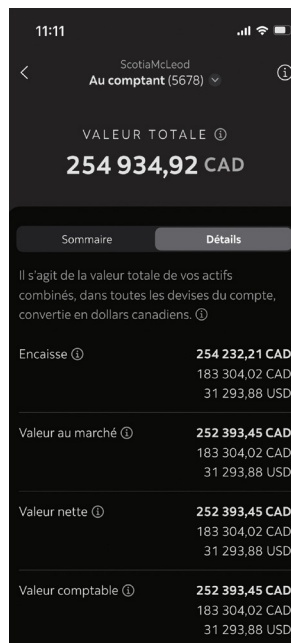 11:11
ScotiaMcLeod
Au comptant (5678)
VALEUR TOTALE
254 934,92 CAD
Sommaire
Détails
Il s'agit de la valeur totale de vos actifs
combinés, dans toutes les devises du compte,
convertie en dollars canadiens.
Encaisse 254 232,21 CAD
183 304,02 CAD
31 293,88 USD
Valeur au marché 252 393,45 CAD
183 304,02 CAD
31 293,88 USD
Valeur nette 252 393,45 CAD
183 304,02 CAD
31 293,88 USD
Valeur comptable 252 393,45 CAD
183 304,02 CAD
31 293,88 USD